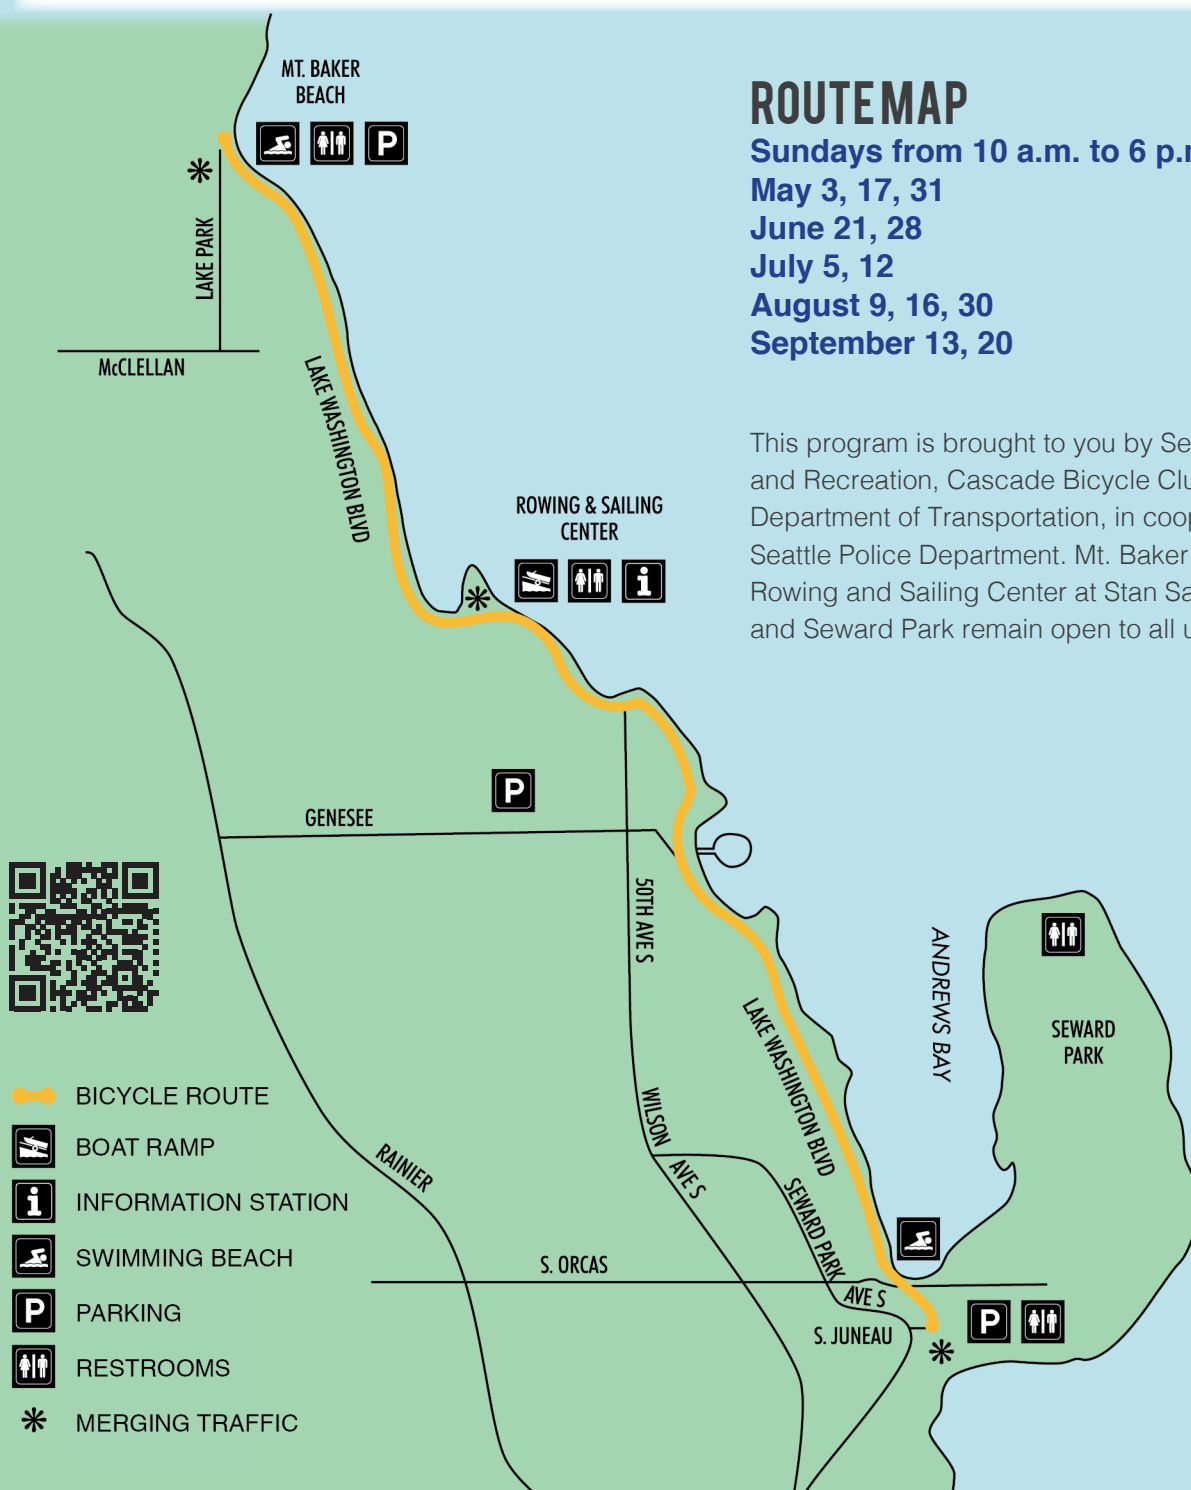 MT. BAKER
BEACH
P
LAKE PARK
McCLELLAN
LAKE WASHINGTON BLVD
ROUTE MAP
Sundays from 10 a.m. to 6 p.
May 3, 17, 31
June 21, 28
July 5, 12
August 9, 16, 30
September 13, 20
This program is brought to you by
and Recreation, Cascade Bicycle
Department of Transportation, in
Seattle Police Department. Mt. Baker
Rowing and Sailing Center at Stan
and Seward Park remain open to all
ROWING & SAILING
CENTER
i
P
GENESEE
50TH AVE S
ANDREWS BAY
SEWARD
PARK
LAKE WASHINGTON BLVD
WILSON
AVE S
SEWARD PARK
AVE S
RAINIER
S. ORCAS
S. JUNEAU
P
BICYCLE ROUTE
BOAT RAMP
i INFORMATION STATION
SWIMMING BEACH
P PARKING
RESTROOMS
MERGING TRAFFIC